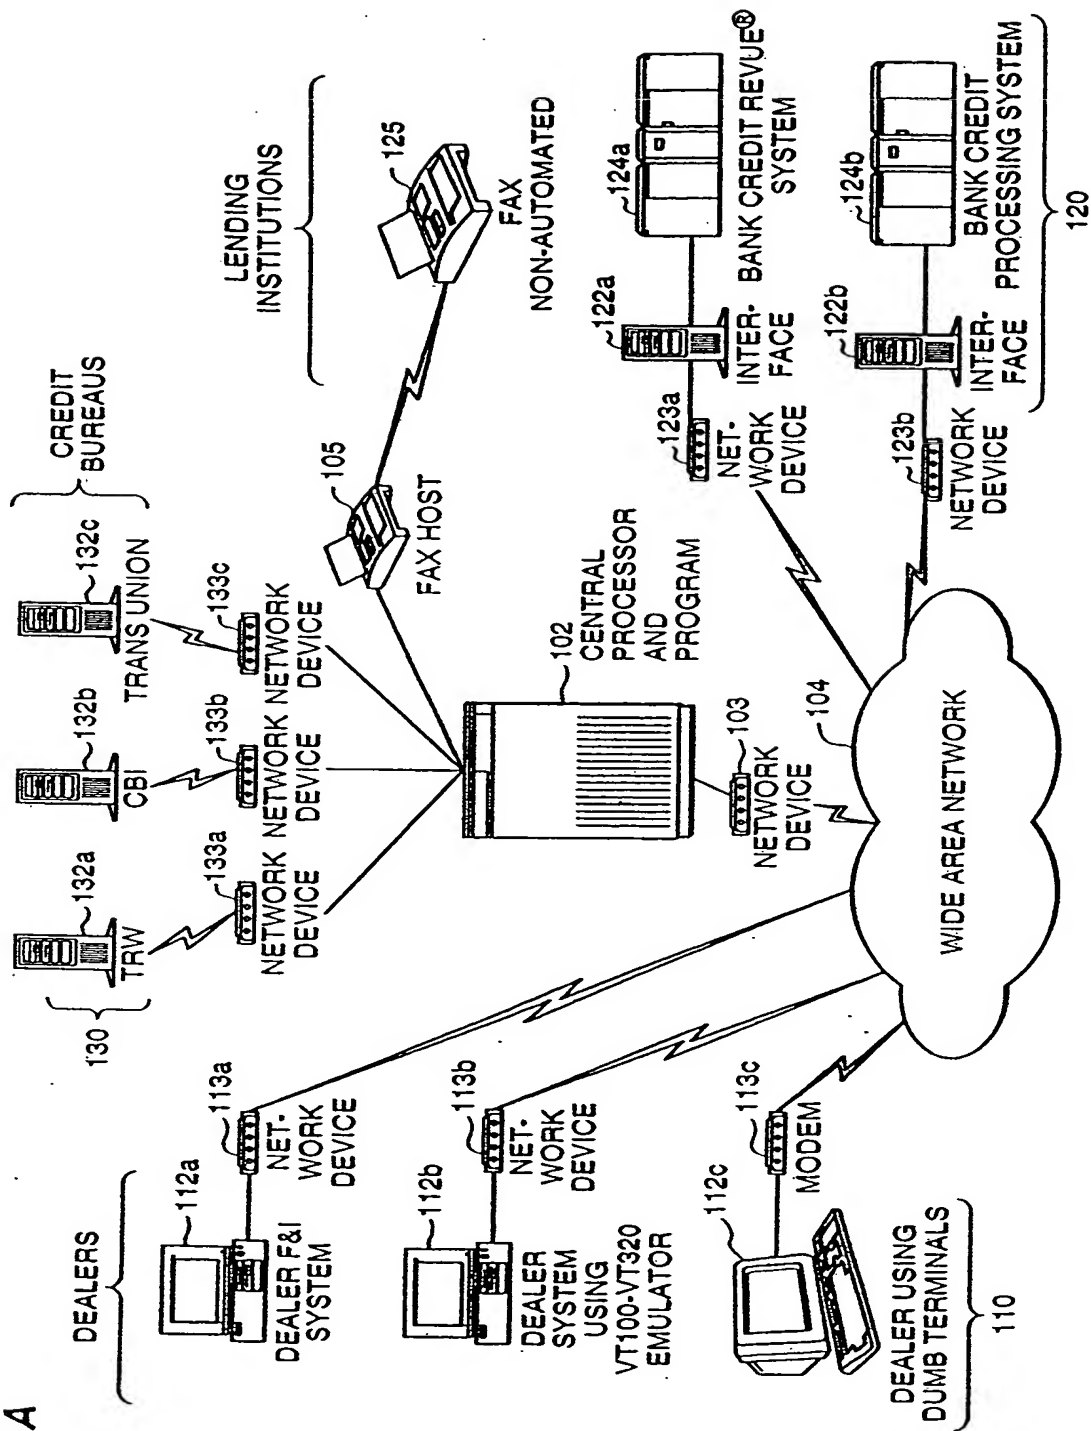 A
DEALERS
112a
113a
DEALER F&I
SYSTEM
NET-
WORK
DEVICE
112b
113b
DEALER
SYSTEM
USING
VT100-VT320
EMULATOR
NET-
WORK
DEVICE
112c
113c
MODEM
DEALER USING
DUMB TERMINALS
110
130
CREDIT
BUREAUS
132a
TRW
133a
NETWORK
DEVICE
132b
CBI
133b
NETWORK
DEVICE
132c
TRANS UNION
133c
NETWORK
DEVICE
102
CENTRAL
PROCESSOR
AND
PROGRAM
103
NETWORK
DEVICE
104
WIDE AREA NETWORK
105
FAX HOST
LENDING
INSTITUTIONS
125
FAX
NON-AUTOMATED
123a
NET-
WORK
DEVICE
122a
INTER-
FACE
124a
BANK CREDIT REVUE®
SYSTEM
123b
NETWORK
DEVICE
122b
INTER-
FACE
124b
BANK CREDIT
PROCESSING SYSTEM
120